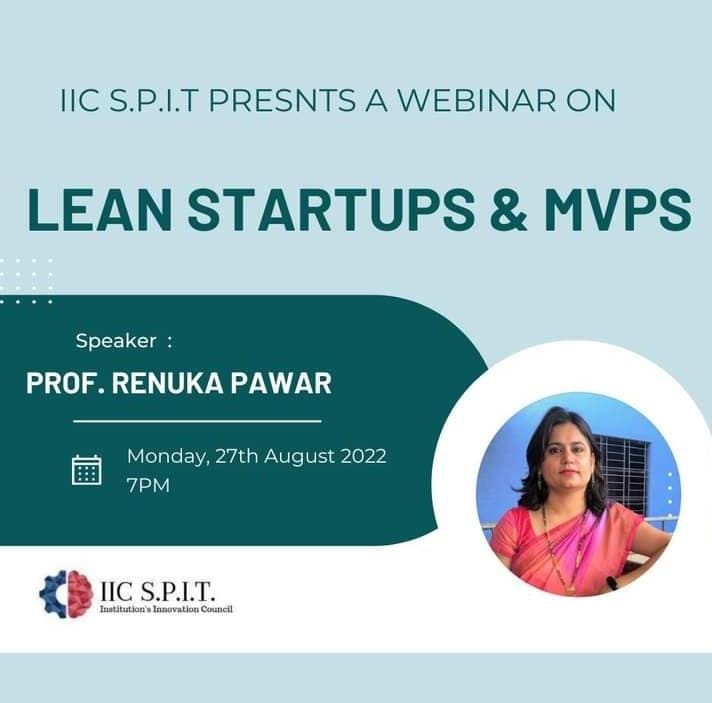 IIC S.P.I.T PRESNTS A WEBINAR ON
LEAN STARTUPS & MVPS
Speaker :
PROF. RENUKA PAWAR
Monday, 27th August 2022
7PM
IIC S.P.I.T.
Institution's Innovation Council